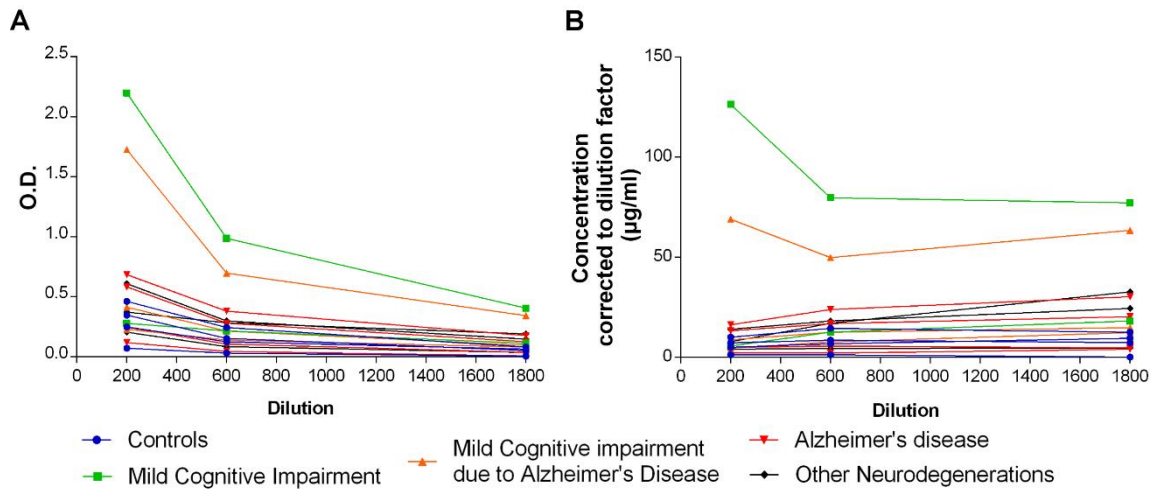 A
B
2.5
2.0
1.5
1.0
0.5
0.0
O.D.
0 200 400 600 800 1000 1200 1400 1600 1800
Dilution
150
100
50
0
Concentration
corrected to dilution factor
(µg/ml)
0 200 400 600 800 1000 1200 1400 1600 1800
Dilution
Controls
Mild Cognitive Impairment
Mild Cognitive impairment
due to Alzheimer's Disease
Alzheimer's disease
Other Neurodegenerations